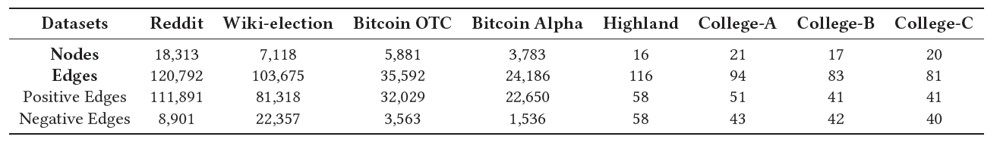 Datasets Reddit Wiki-election Bitcoin OTC Bitcoin Alpha Highland College-A College-B College-C
Nodes 18,313 7,118 5,881 3,783 16 21 17 20
Edges 120,792 103,675 35,592 24,186 116 94 83 81
Positive Edges 111,891 81,318 32,029 22,650 58 51 41 41
Negative Edges 8,901 22,357 3,563 1,536 58 43 42 40